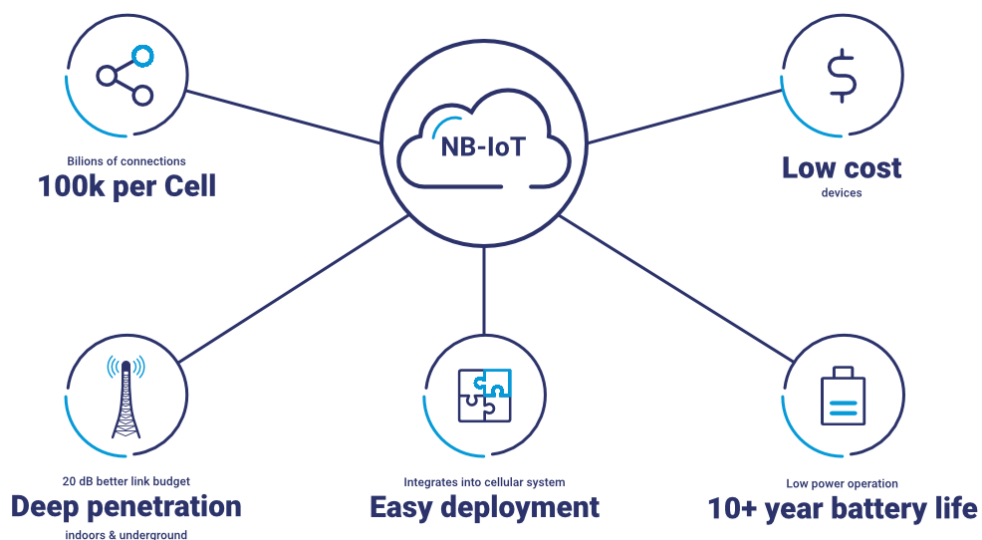 NB-IoT
Bilions of connections
100k per Cell
Low cost
devices
20 dB better link budget
Deep penetration
indoors & underground
Integrates into cellular system
Easy deployment
Low power operation
10+ year battery life